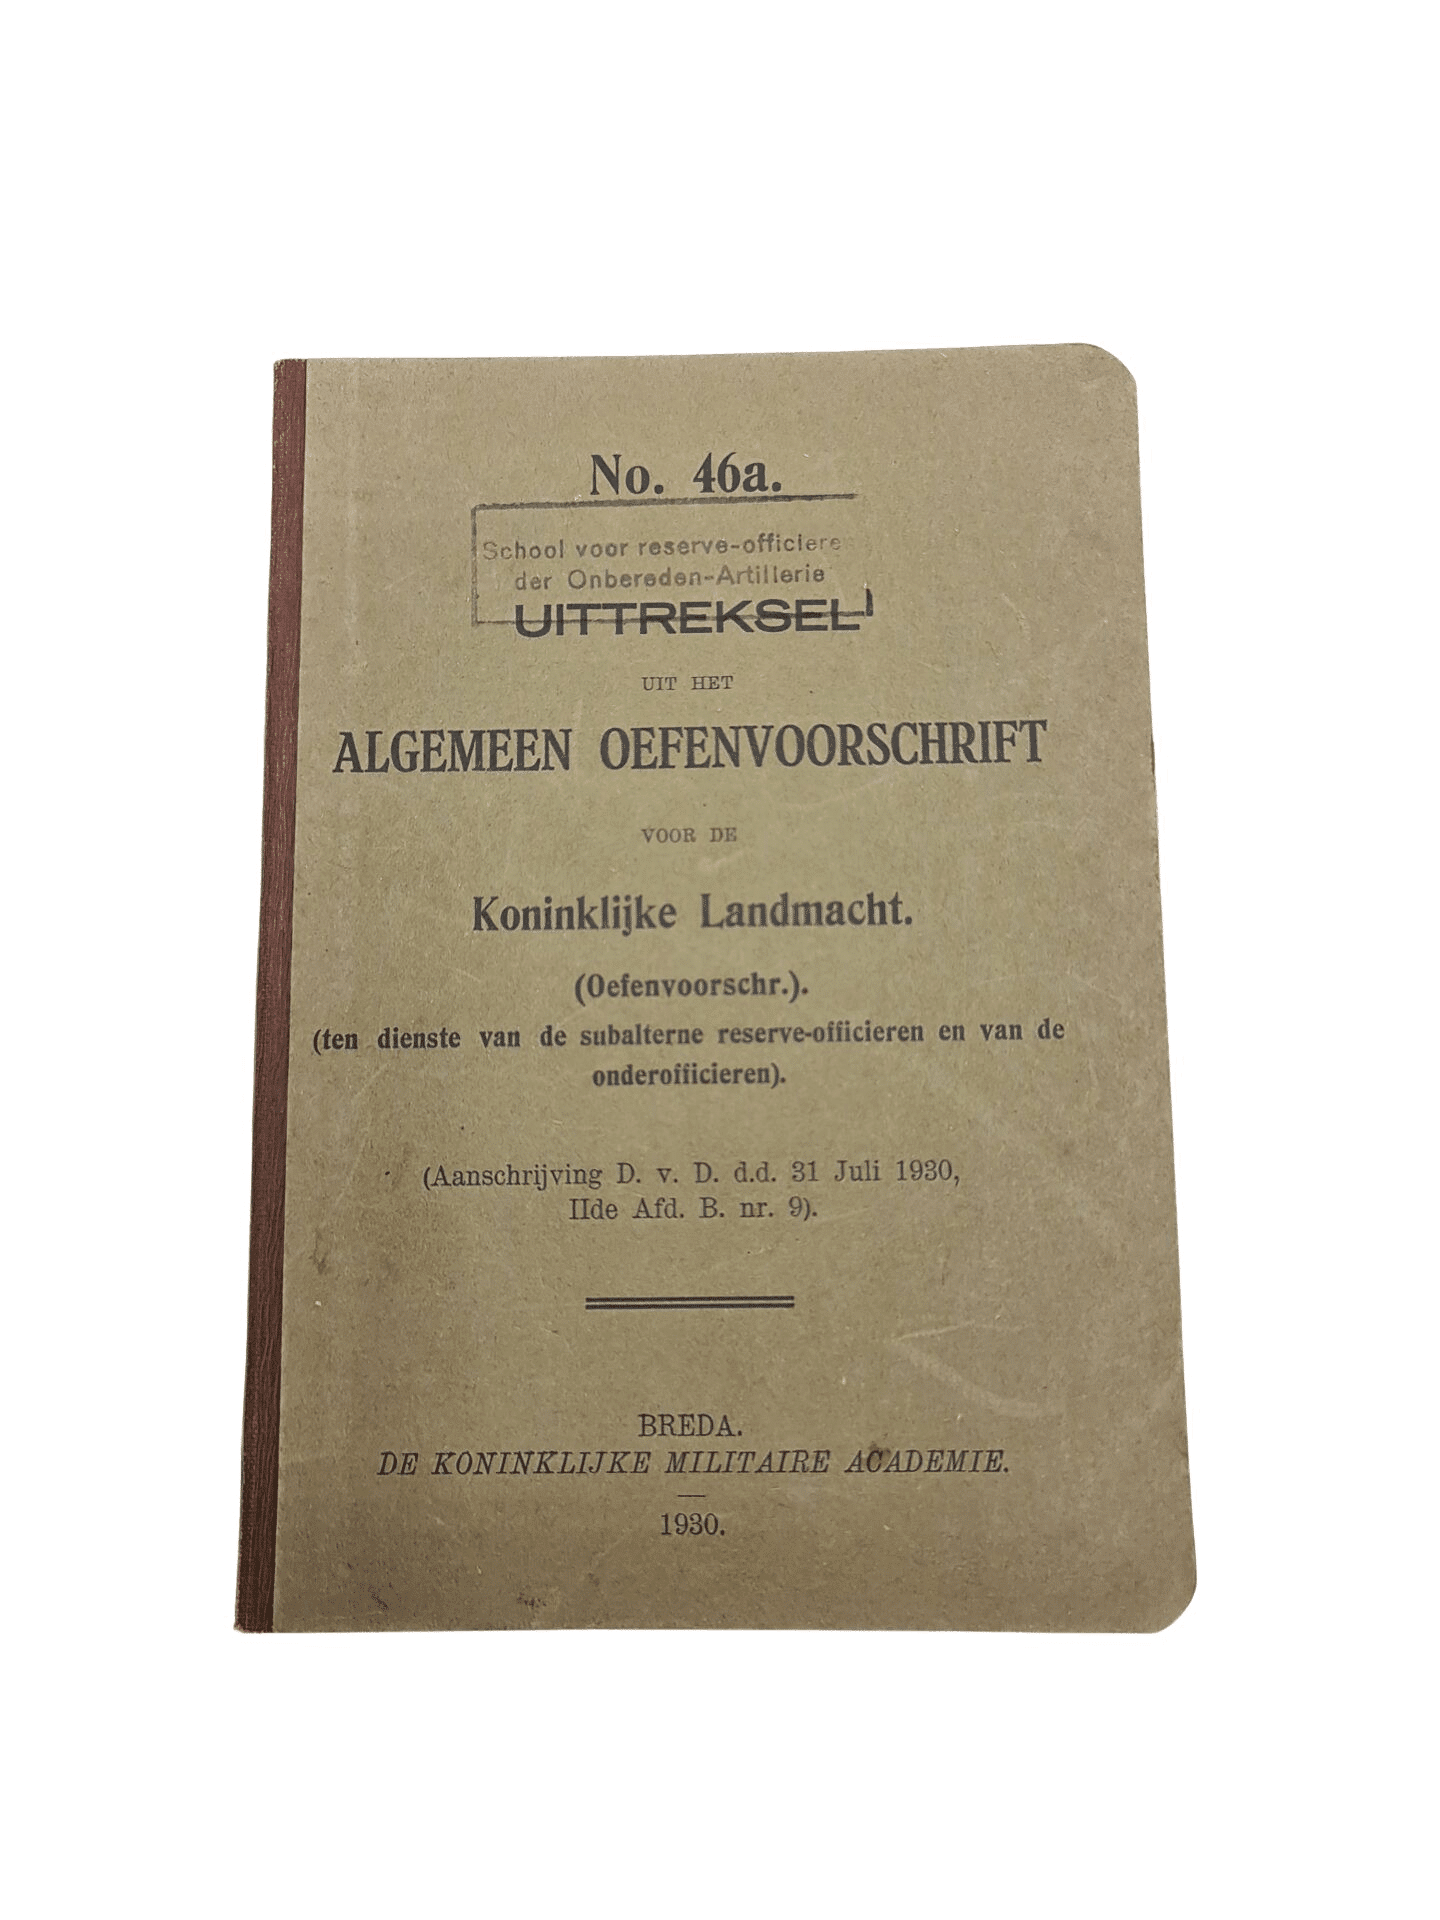 No. 46a.
School voor reserve-officiere
der Onbereden-Artillerie
UITTREKSEL
UIT HET
ALGEMEEN OEFENVOORSCHRIFT
VOOR DE
Koninklijke Landmacht.
(Oefenvoorschr.).
(ten dienste van de subalterne reserve-officieren en van de
onderofficieren).
(Aanschrijving D. v. D. d.d. 31 Juli 1930,
IIde Afd. B. nr. 9).
BREDA.
DE KONINKLIJKE MILITAIRE ACADEMIE.
1930.